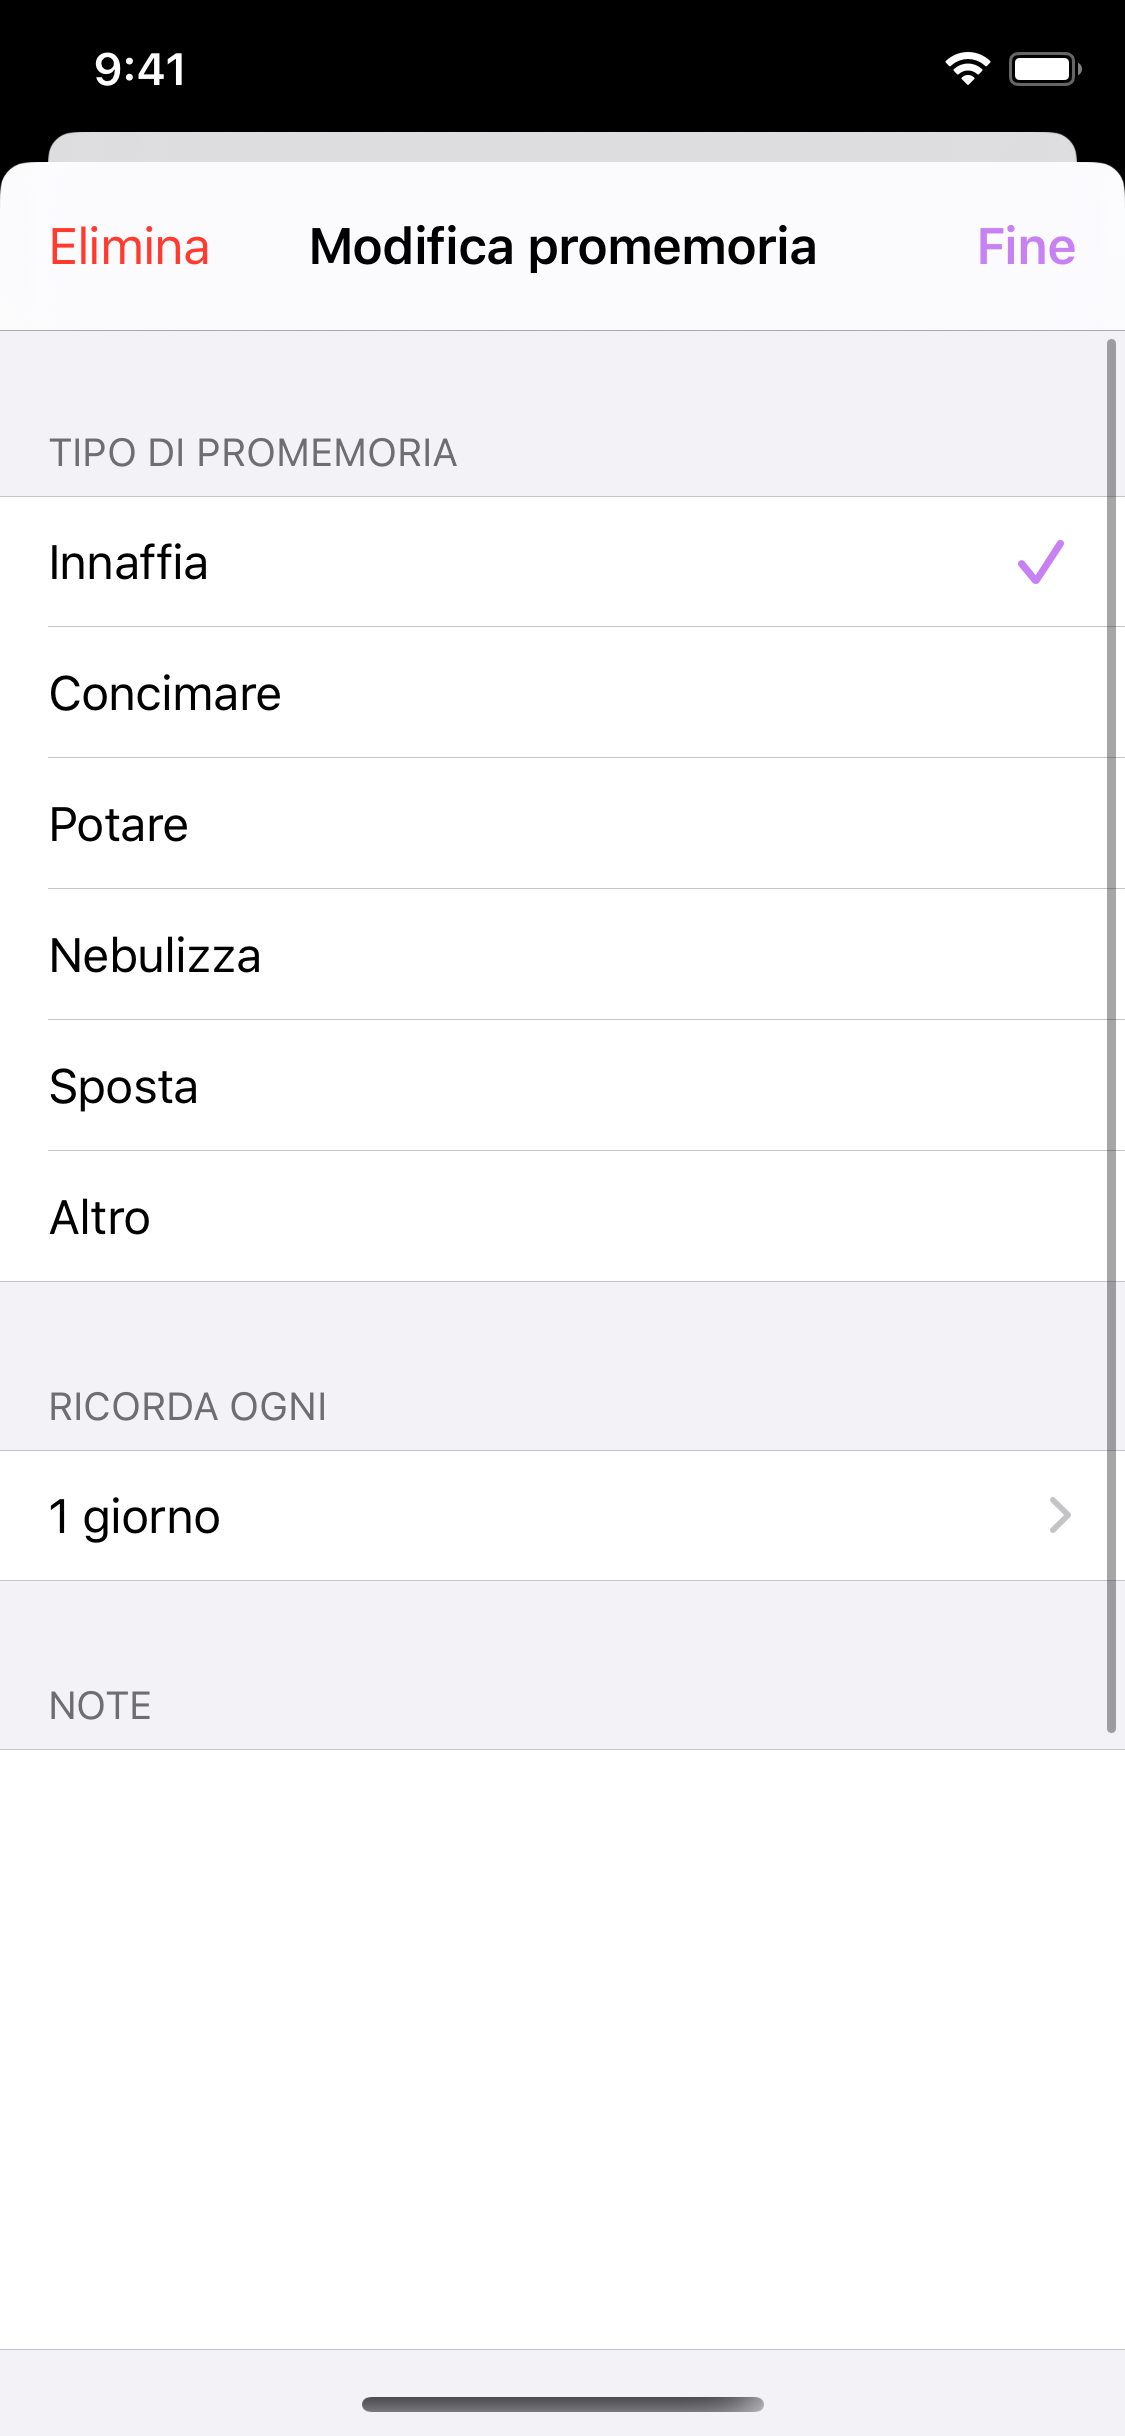 9:41
Elimina
Modifica promemoria
Fine
TIPO DI PROMEMORIA
Innaffia
Concimare
Potare
Nebulizza
Sposta
Altro
RICORDA OGNI
1 giorno
NOTE